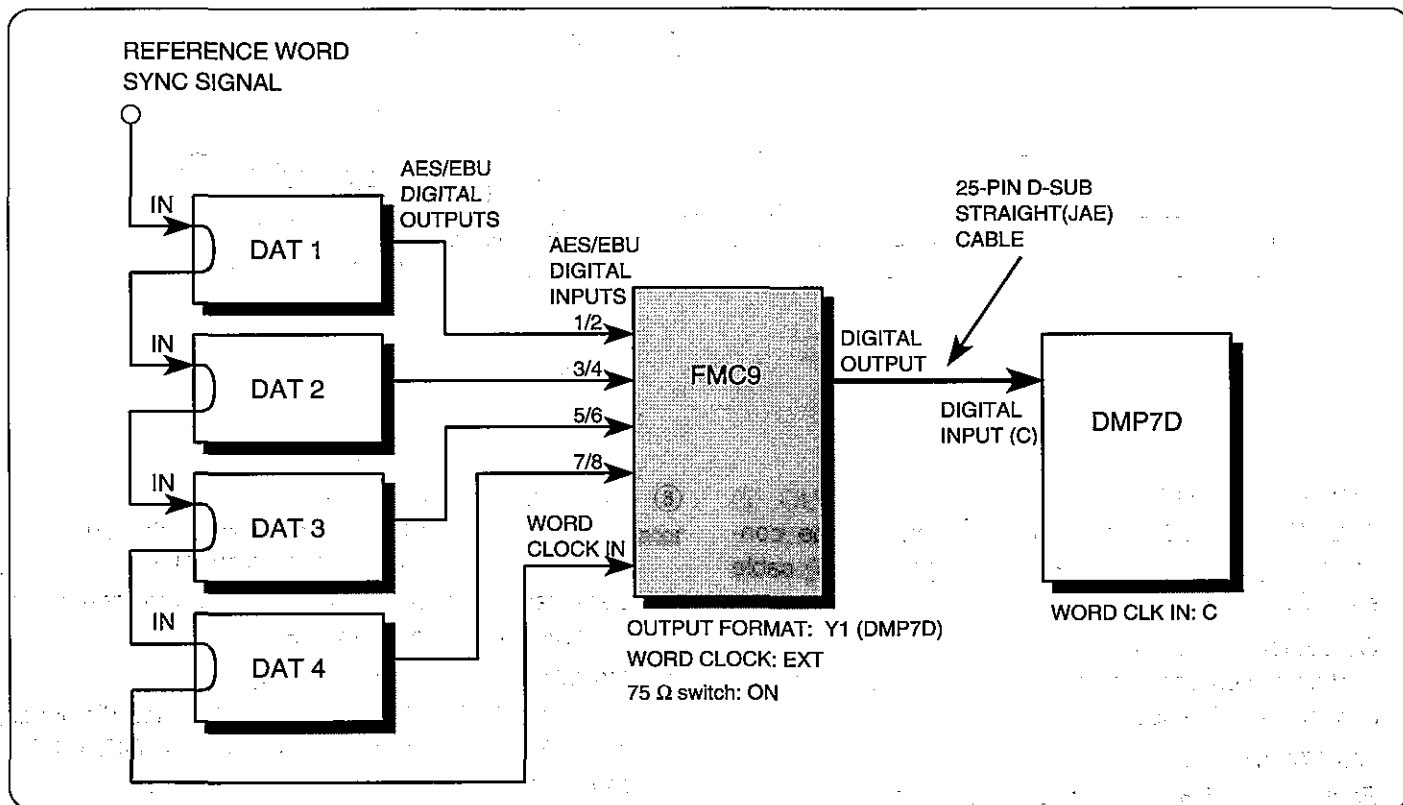 REFERENCE WORD
SYNC SIGNAL
IN
DAT 1
AES/EBU
DIGITAL
OUTPUTS
IN
DAT 2
IN
DAT 3
IN
DAT 4
AES/EBU
DIGITAL
INPUTS
1/2
3/4
5/6
7/8
WORD
CLOCK IN
FMC9
OUTPUT FORMAT: Y1 (DMP7D)
WORD CLOCK: EXT
75 Ω switch: ON
DIGITAL
OUTPUT
25-PIN D-SUB
STRAIGHT(JAE)
CABLE
DIGITAL
INPUT (C)
DMP7D
WORD CLK IN: C